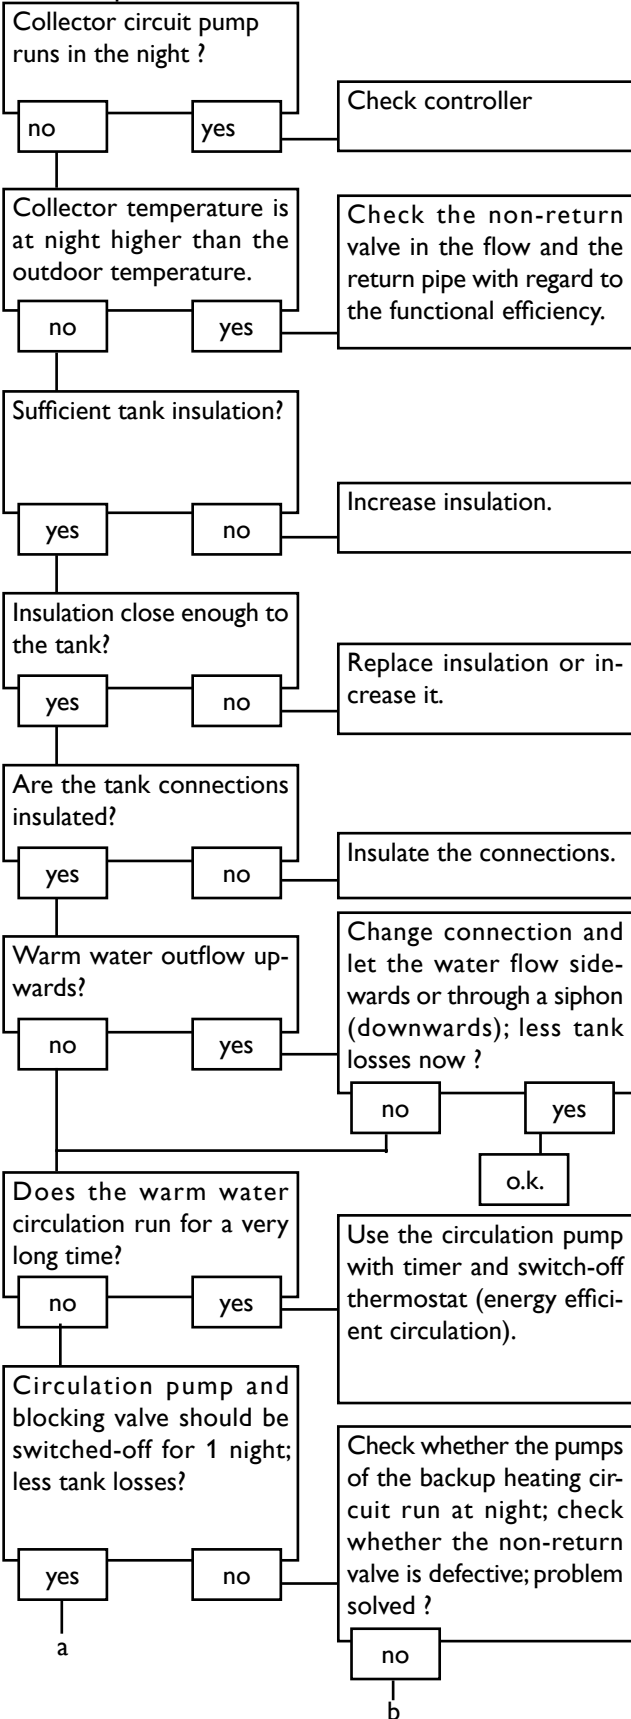 Collector circuit pump
runs in the night ?
no
yes
Check controller
Collector temperature is
at night higher than the
outdoor temperature.
no
yes
Check the non-return
valve in the flow and the
return pipe with regard to
the functional efficiency.
Sufficient tank insulation?
yes
no
Increase insulation.
Insulation close enough to
the tank?
yes
no
Replace insulation or in-
crease it.
Are the tank connections
insulated?
yes
no
Insulate the connections.
Warm water outflow up-
wards?
no
yes
Change connection and
let the water flow side-
wards or through a siphon
(downwards); less tank
losses now ?
no
yes
o.k.
Does the warm water
circulation run for a very
long time?
no
yes
Use the circulation pump
with timer and switch-off
thermostat (energy effici-
ent circulation).
Circulation pump and
blocking valve should be
switched-off for 1 night;
less tank losses?
yes
no
a
Check whether the pumps
of the backup heating cir-
cuit run at night; check
whether the non-return
valve is defective; problem
solved ?
no
b